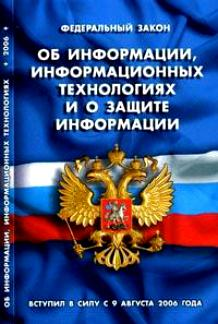 ФЕДЕРАЛЬНЫЙ ЗАКОН
ОБ ИНФОРМАЦИИ,
ИНФОРМАЦИОННЫХ
ТЕХНОЛОГИЯХ
И О ЗАЩИТЕ
ИНФОРМАЦИИ
ВСТУПИЛ В СИЛУ С 9 АВГУСТА 2006 ГОДА
ОБ ИНФОРМАЦИИ, ИНФОРМАЦИОННЫХ ТЕХНОЛОГИЯХ + 2006 +